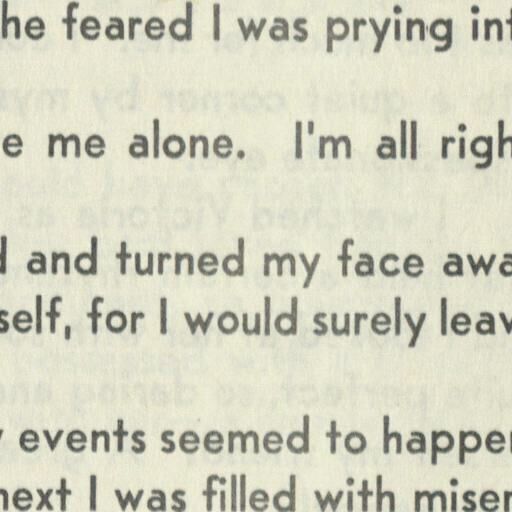 he feared I was prying int
e me alone. I'm all righ
d and turned my face awa
self, for I would surely leav
events seemed to happen
next I was filled with miser